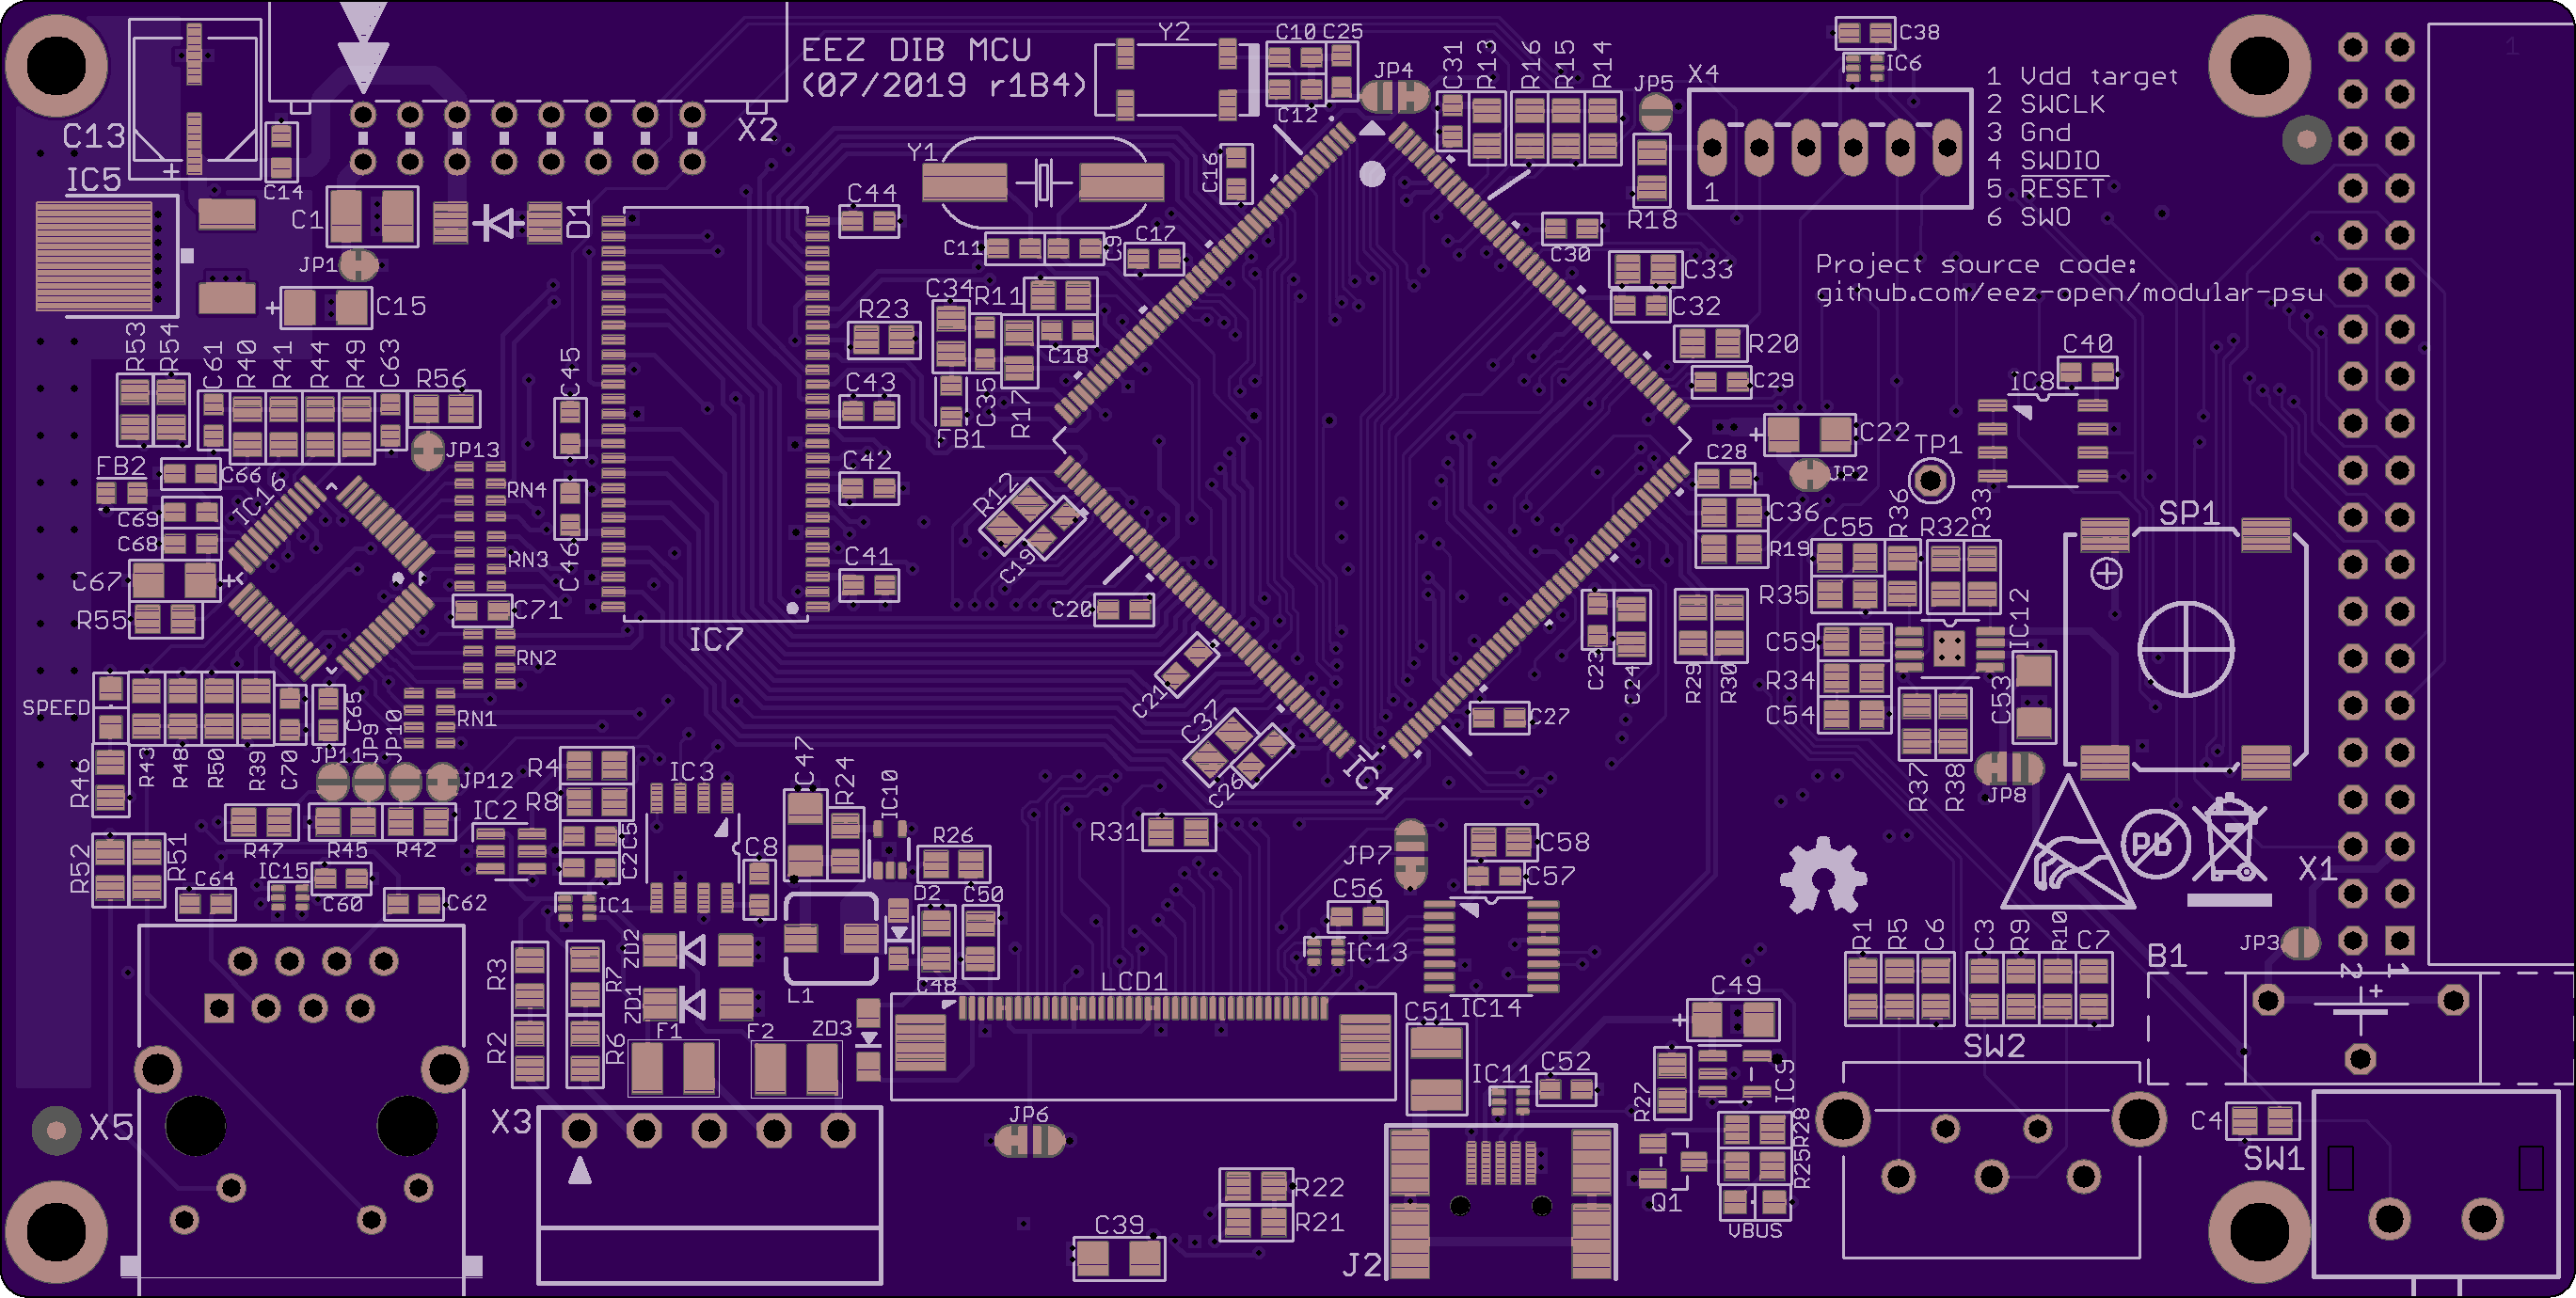 EEZ DIB MCU
(07/2019 r1B4)
Y2
C10 C25
C12
JP4
C31
R13
R16
R15
R14
JP5
X4
C38
IC6
1 Vdd target
2 SWCLK
3 Gnd
4 SWDIO
5 RESET
6 SWO
1
1
R18
C13
+
C14
X2
IC5
C1
D1
JP1
+
C15
C44
Y1
C16
C11
C9
C17
C30
C33
C32
Project source code:
github.com/eez-open/modular-psu
R53
R54
C61
R40
R41
R44
R49
C63
R56
C45
R23
C34
R11
C18
C35
R17
FB1
C43
R20
C29
C40
IC8
+
C22
JP2
TP1
JP13
FB2
C66
IC16
C69
C68
C67
+
R55
RN4
RN3
C71
RN2
C46
C42
C41
R12
C19
C20
IC7
C28
C36
R19
C55
R36
R32
R33
R35
SP1
C59
IC12
R34
C54
C53
C23
C24
R29
R30
R37
R38
JP8
SPEED
R43
R48
R50
R39
C70
C65
RN1
JP11
JP9
JP10
JP12
R46
C21
C37
C26
C27
IC4
R4
R8
IC3
C47
R24
IC10
IC2
C5
C2
C8
R26
R31
JP7
C58
C57
Pb
X1
R47
R45
R42
R52
R51
IC15
C64
C60
C62
IC1
D2
C50
C48
C56
IC13
IC14
R1
R5
C6
C3
R9
R10
C7
JP3
B1
2
1
+
R3
R7
ZD2
ZD1
L1
LCD1
C51
+
C49
SW2
R2
R6
F1
F2
ZD3
IC11
C52
R27
IC9
X5
X3
JP6
R28
R25
C4
SW1
Q1
VBUS
R22
R21
C39
J2